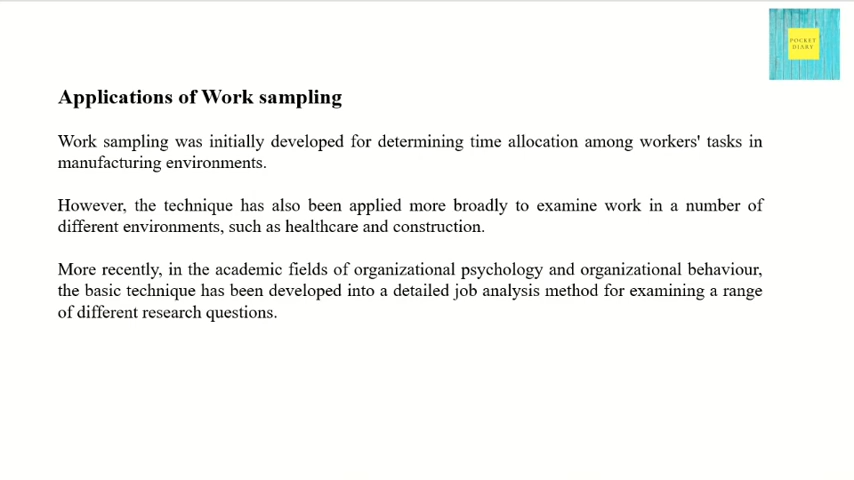 POCKET
DIARY
Applications of Work sampling
Work sampling was initially developed for determining time allocation among workers' tasks in
manufacturing environments.
However, the technique has also been applied more broadly to examine work in a number of
different environments, such as healthcare and construction.
More recently, in the academic fields of organizational psychology and organizational behaviour,
the basic technique has been developed into a detailed job analysis method for examining a range
of different research questions.